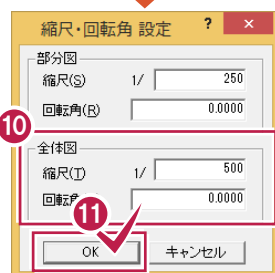 縮尺・回転角 設定 ? ×
部分図
縮尺(S) 1/ 250
回転角(R) 0.0000
10
全体図
縮尺(T) 1/ 500
回転 0.0000
11
OK キャンセル